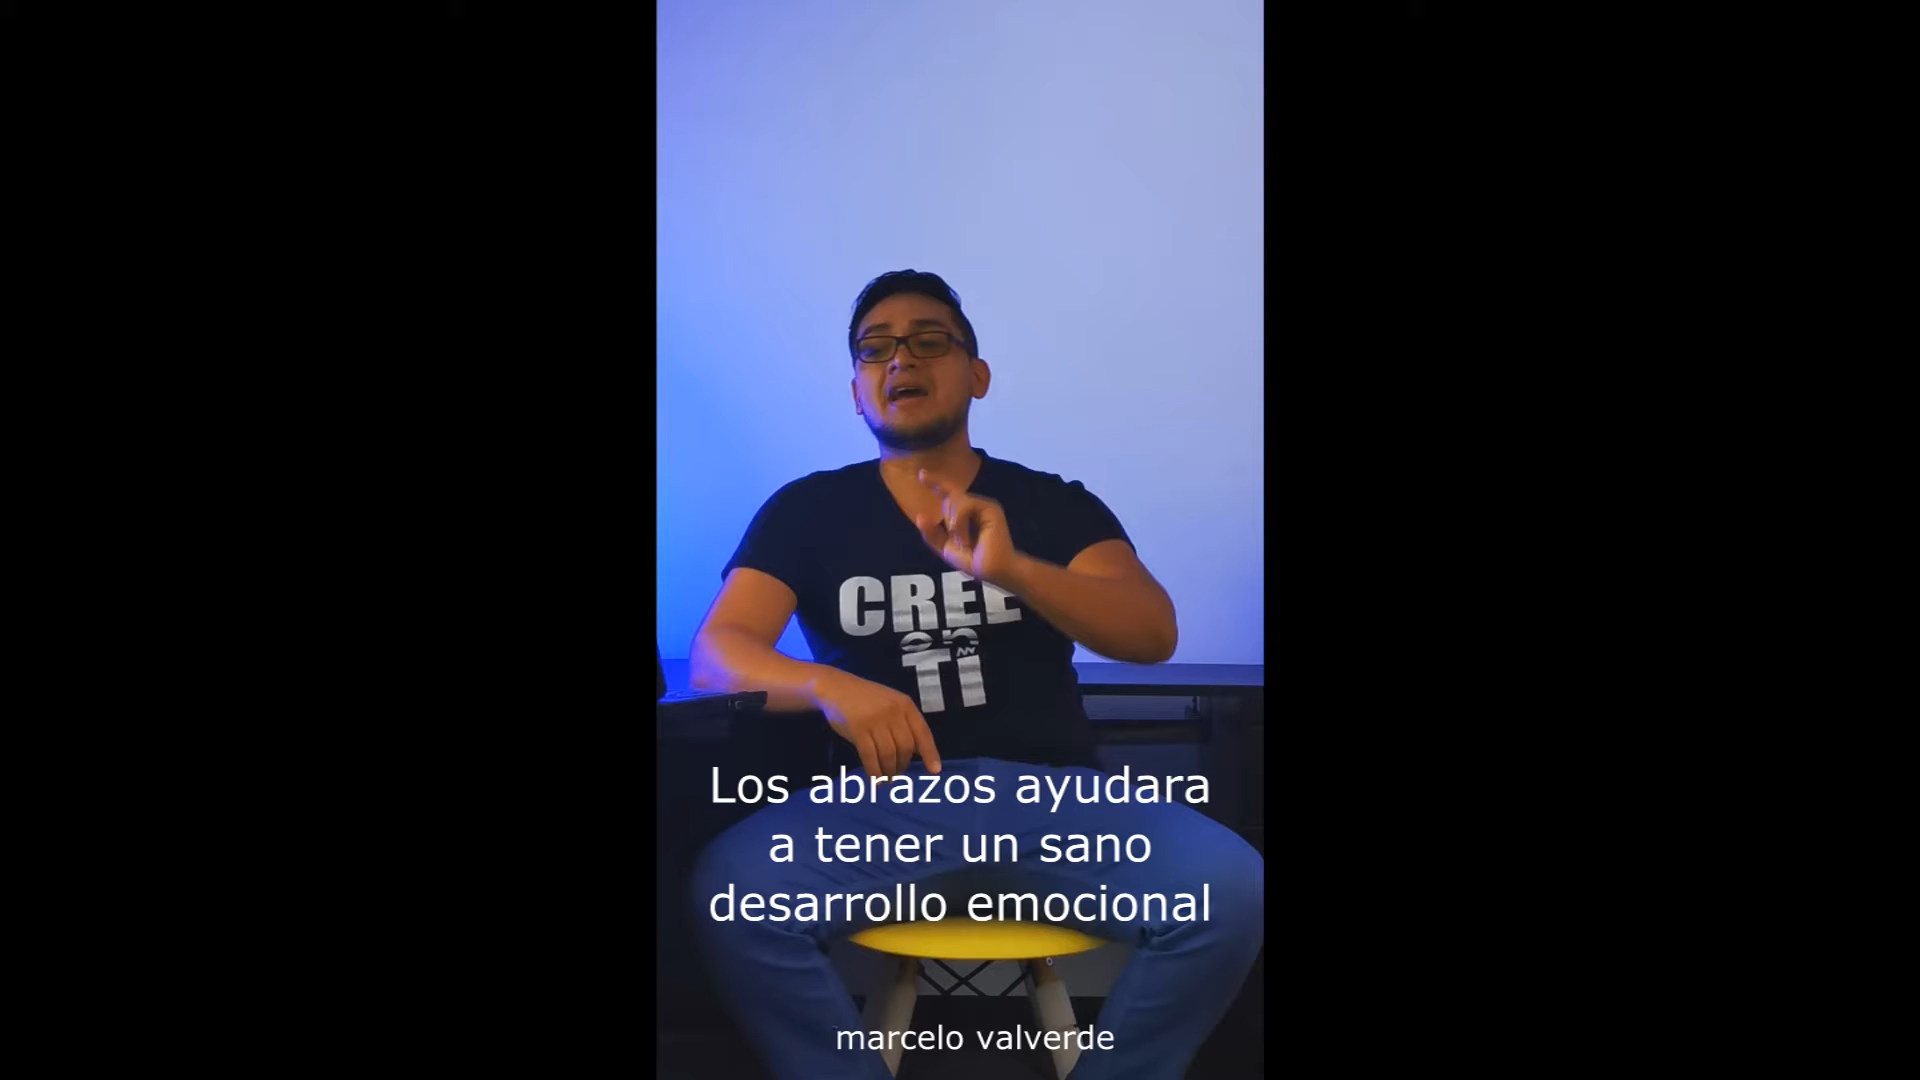 CREE
en
Ti
Los abrazos ayudara
a tener un sano
desarrollo emocional
marcelo valverde